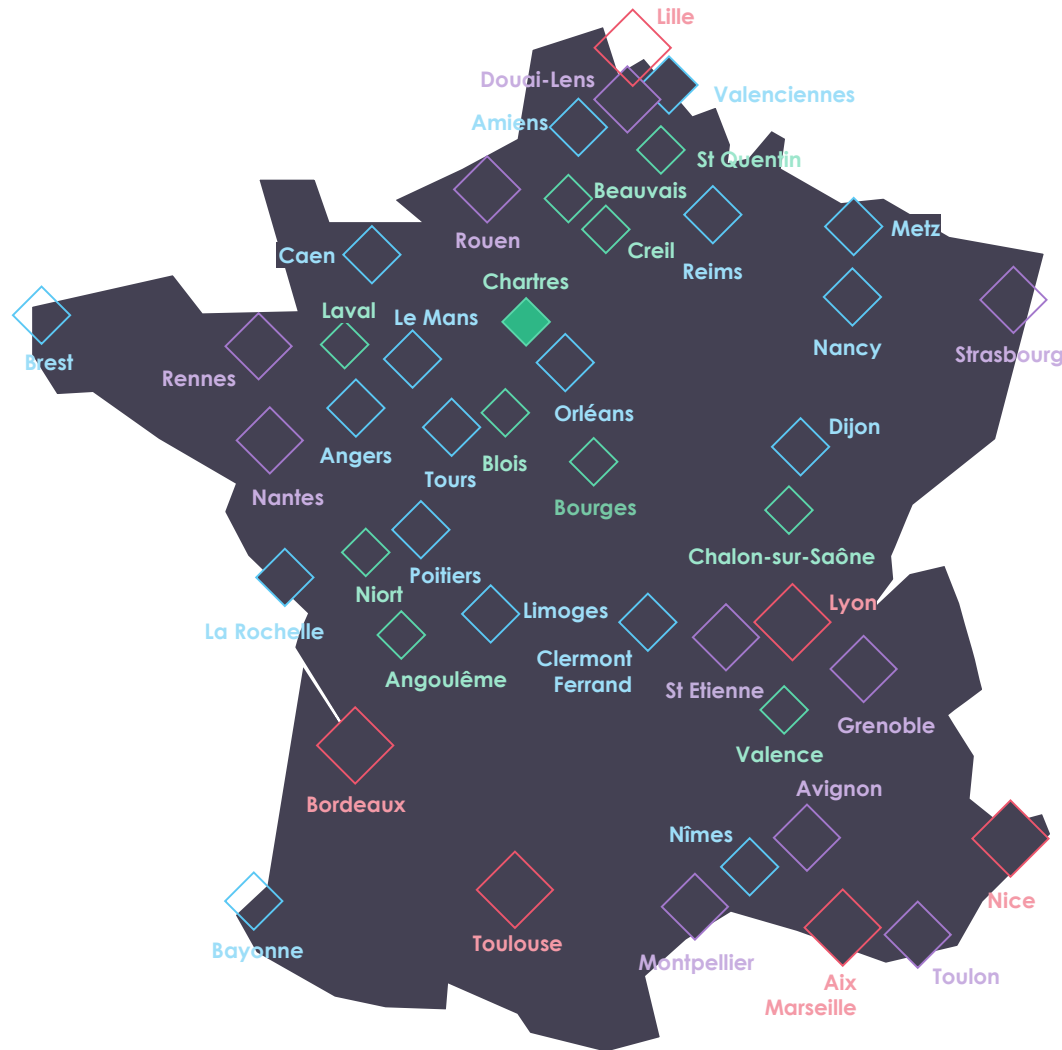 Lille
Douai-Lens
Valenciennes
Amiens
St Quentin
Beauvais
Rouen
Creil
Reims
Metz
Caen
Chartres
Laval
Le Mans
Nancy
Strasbourg
Brest
Rennes
Orléans
Dijon
Angers
Tours
Blois
Nantes
Bourges
Chalon-sur-Saône
Poitiers
Niort
Lyon
Limoges
La Rochelle
Clermont
Ferrand
Angoulême
St Etienne
Grenoble
Valence
Avignon
Bordeaux
Nîmes
Nice
Toulouse
Bayonne
Montpellier
Toulon
Aix
Marseille